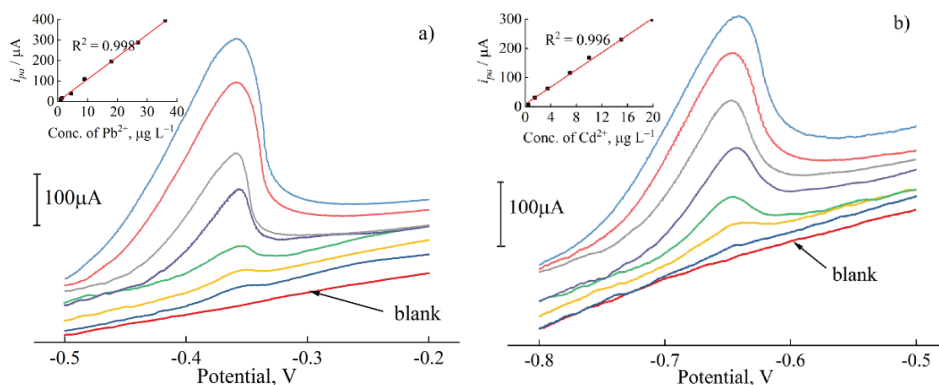 a)
400
300
200
100
0
i_pa / µA
R² = 0.998
0 10 20 30 40
Conc. of Pb²⁺, µg L⁻¹
100µA
blank
-0.5 -0.4 -0.3 -0.2
Potential, V
b)
300
200
100
0
i_pa / µA
R² = 0.996
0 4 8 12 16 20
Conc. of Cd²⁺, µg L⁻¹
100µA
blank
-0.8 -0.7 -0.6 -0.5
Potential, V